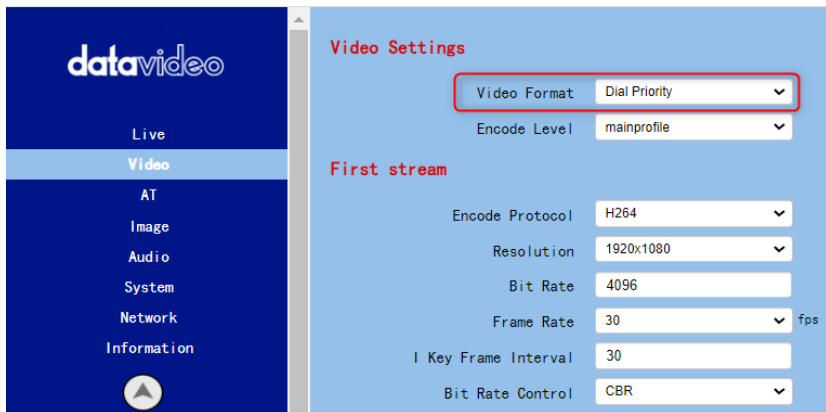 datavideo
Live
Video
AT
Image
Audio
System
Network
Information
Video Settings
Video Format Dial Priority
Encode Level mainprofile
First stream
Encode Protocol H264
Resolution 1920x1080
Bit Rate 4096
Frame Rate 30 fps
I Key Frame Interval 30
Bit Rate Control CBR